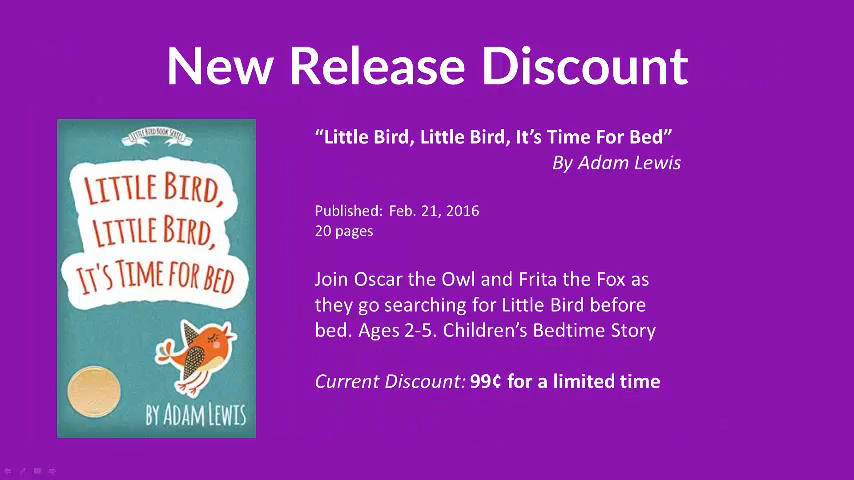 New Release Discount
LITTLE BIRD BOOK SERIES
LITTLE BIRD,
LITTLE BIRD,
IT'S TIME FOR BED
BY ADAM LEWIS
“Little Bird, Little Bird, It’s Time For Bed”
By Adam Lewis
Published: Feb. 21, 2016
20 pages
Join Oscar the Owl and Frita the Fox as
they go searching for Little Bird before
bed. Ages 2-5. Children’s Bedtime Story
Current Discount: 99¢ for a limited time